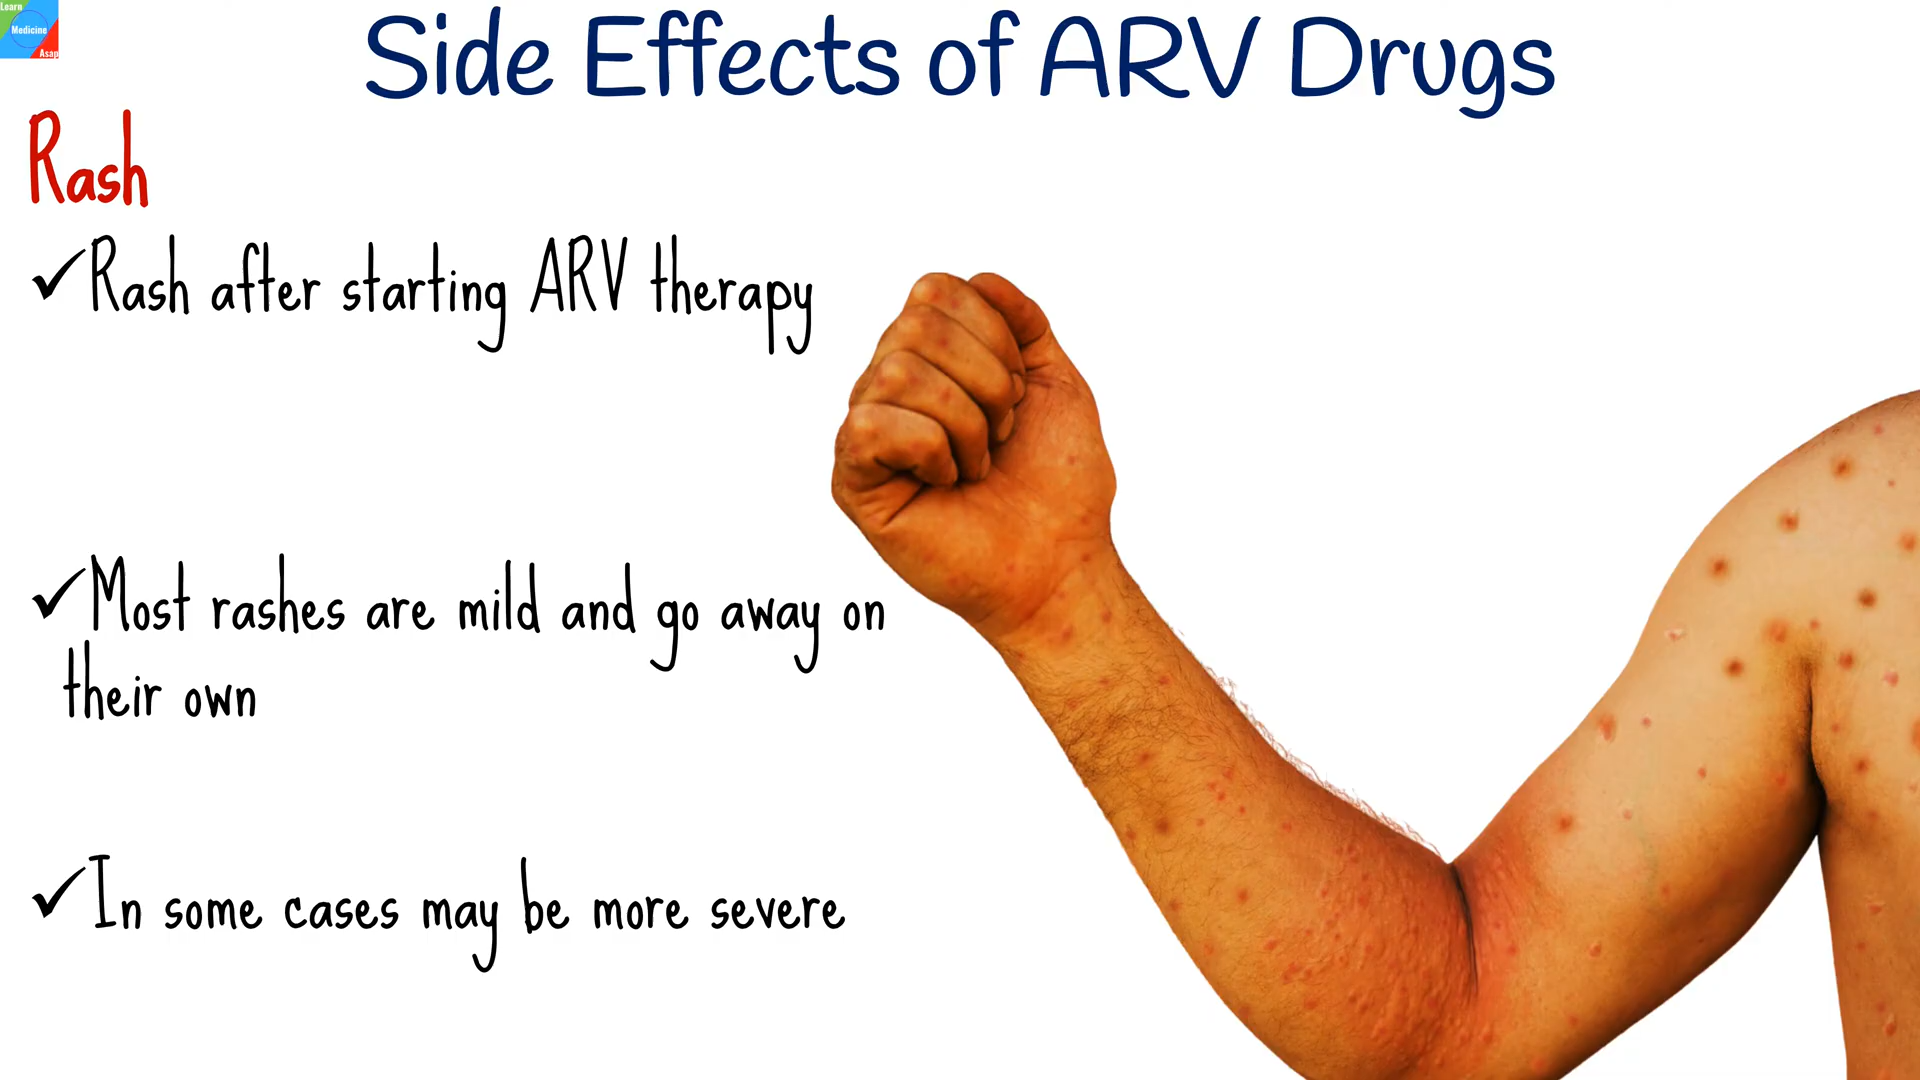 Learn
Medicine
Asap
Side Effects of ARV Drugs
Rash
✓Rash after starting ARV therapy
✓Most rashes are mild and go away on
their own
✓In some cases may be more severe